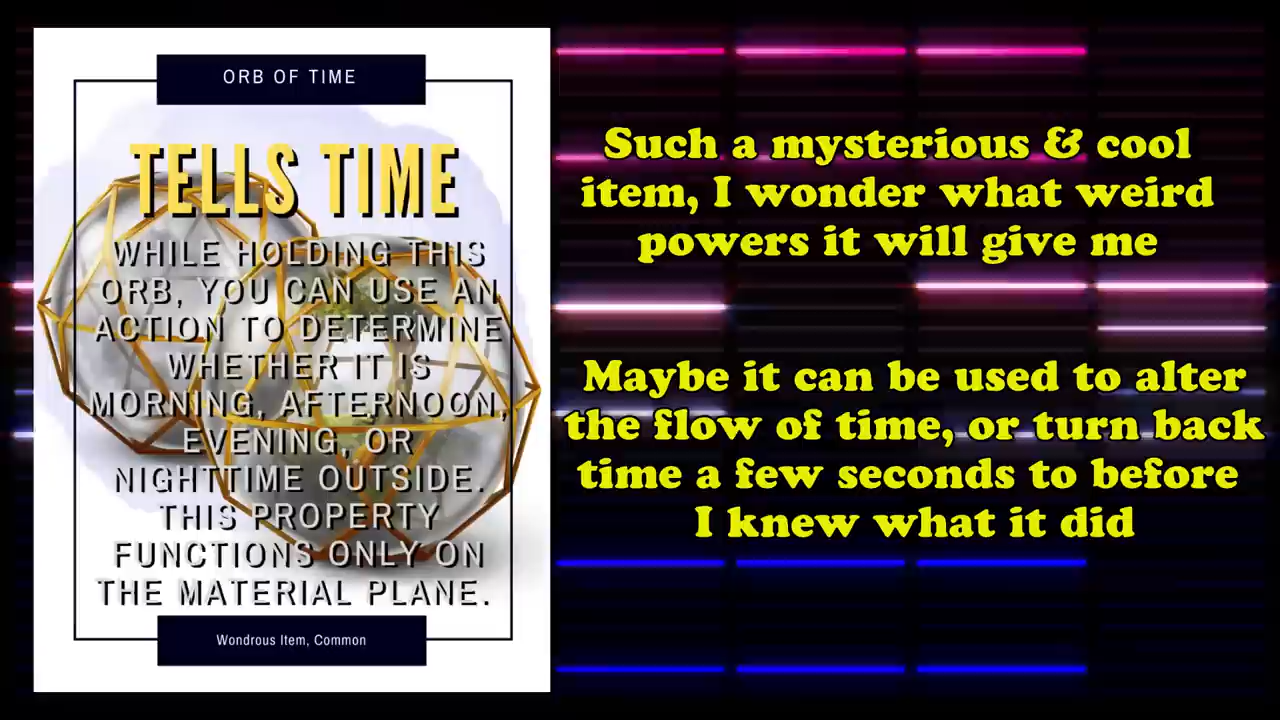 ORB OF TIME
TELLS TIME
WHILE HOLDING THIS
ORB, YOU CAN USE AN
ACTION TO DETERMINE
WHETHER IT IS
MORNING, AFTERNOON,
EVENING, OR
NIGHTTIME OUTSIDE.
THIS PROPERTY
FUNCTIONS ONLY ON
THE MATERIAL PLANE.
Wondrous Item, Common
Such a mysterious & cool
item, I wonder what weird
powers it will give me
Maybe it can be used to alter
the flow of time, or turn back
time a few seconds to before
I knew what it did